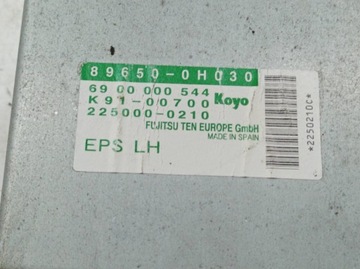 89650-0H030
69 00 000 544
K91-00700 Koyo
225000-0210
FUJITSU TEN EUROPE GmbH
MADE IN SPAIN
EPS LH
*2250210C*